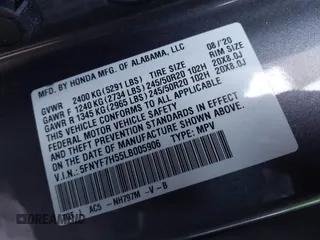 MFD. BY HONDA MFG. OF ALABAMA, LLC 08/'20
GVWR 2400 KG (5291 LBS) TIRE SIZE RIM SIZE
GAWR F 1240 KG (2734 LBS) 245/50R20 102H 20X8.0J
GAWR R 1345 KG (2965 LBS) 245/50R20 102H 20X8.0J
THIS VEHICLE CONFORMS TO ALL APPLICABLE
FEDERAL MOTOR VEHICLE SAFETY AND THEFT
PREVENTION STANDARDS IN EFFECT ON THE DATE
OF MANUFACTURE SHOWN ABOVE.
V.I.N.: 5FNYF7H55LB005906 TYPE: MPV
AC5 -NH797M -V-B
DREAMBID